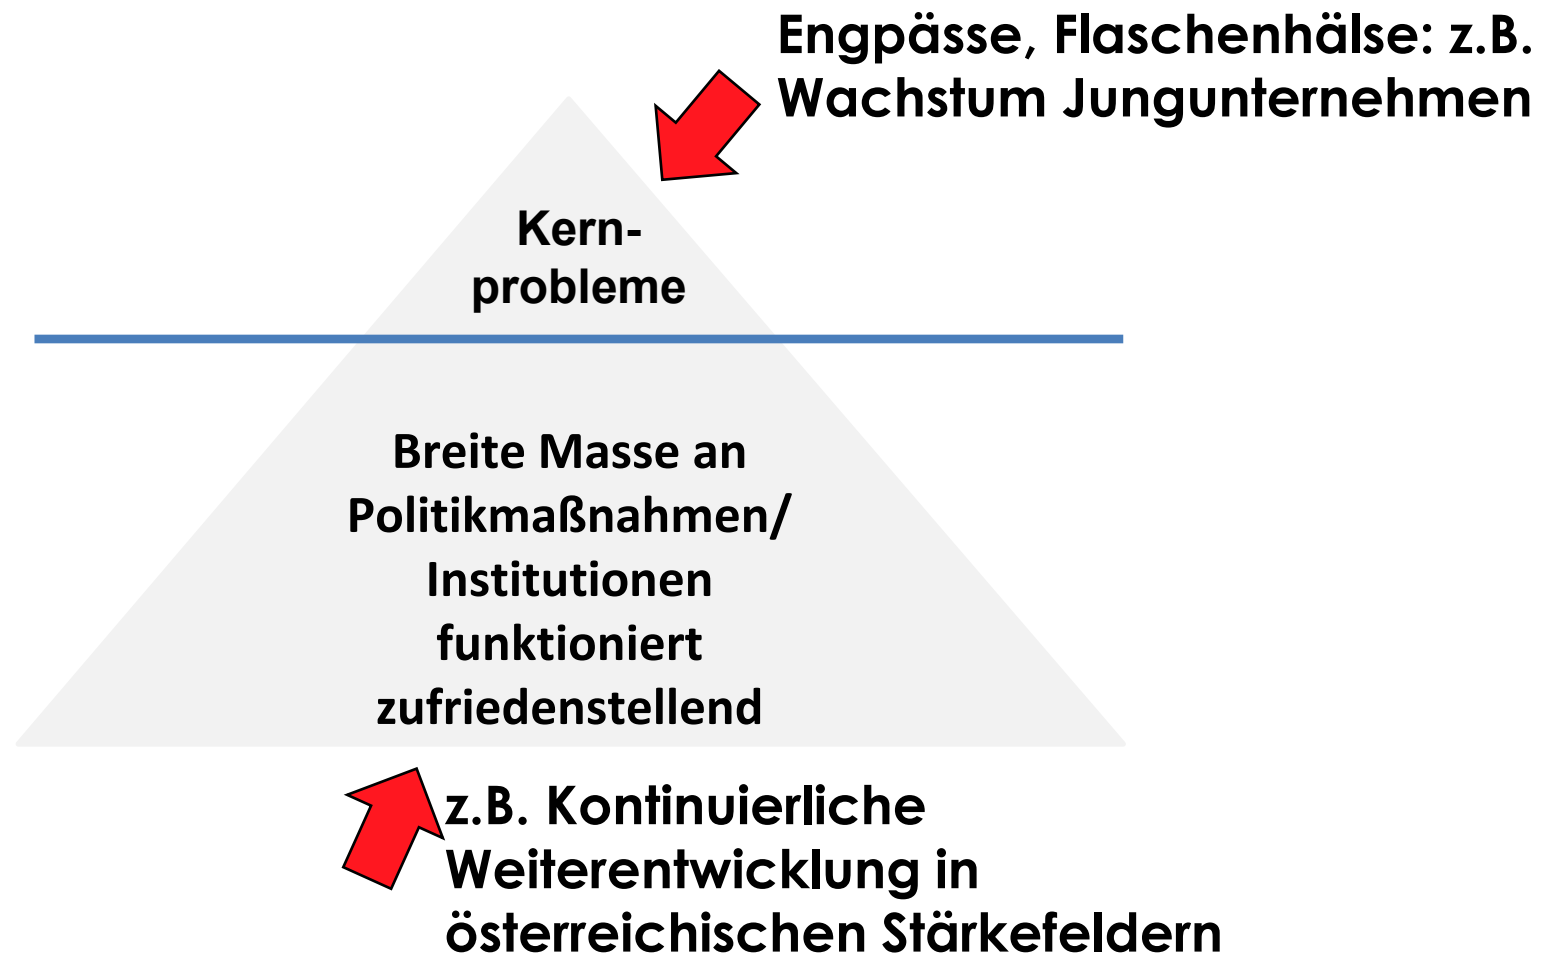 Engpässe, Flaschenhälse: z.B.
Wachstum Jungunternehmen
Kern-
probleme
Breite Masse an
Politikmaßnahmen/
Institutionen
funktioniert
zufriedenstellend
z.B. Kontinuierliche
Weiterentwicklung in
österreichischen Stärkefeldern